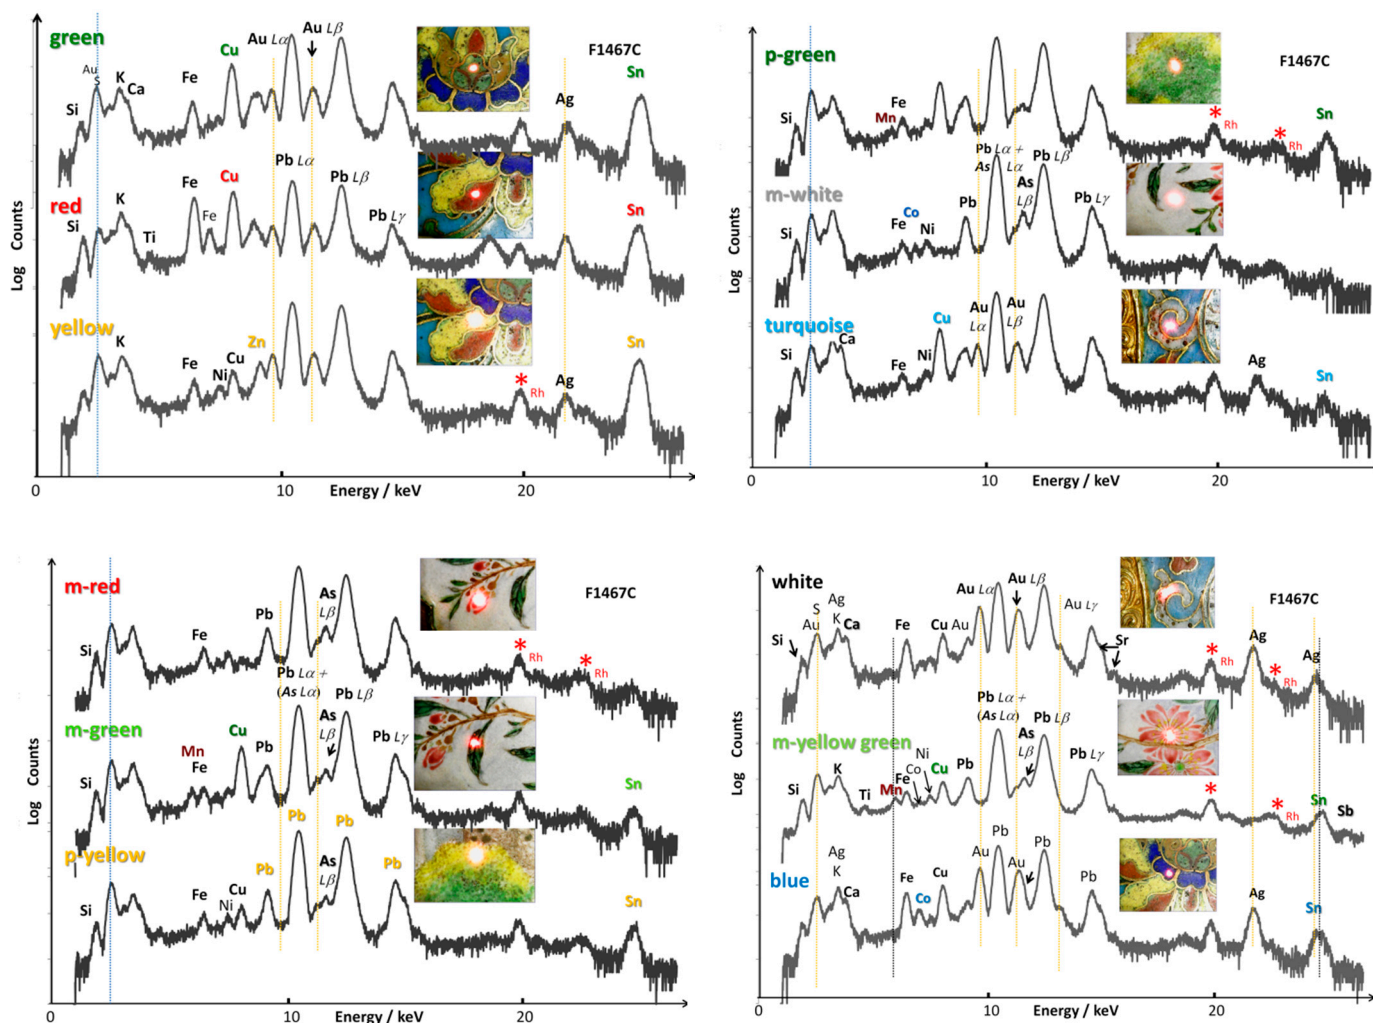 green
Au
S
K
Ca
Si
Fe
Cu
Au Lα
Au Lβ
F1467C
Ag
Sn
red
Si
K
Ti
Fe
Fe
Cu
Pb Lα
Pb Lβ
Pb Lγ
Sn
yellow
K
Si
Fe
Ni
Cu
Zn
* Rh
Ag
Sn
Log Counts
0
10
20
Energy / keV
p-green
Si
Mn
Fe
F1467C
* Rh
* Rh
Sn
m-white
Si
Fe
Co
Ni
Pb
Pb Lα +
As Lα
As
Lβ
Pb Lβ
Pb Lγ
turquoise
Si
Ca
Fe
Ni
Cu
Au
Lα
Au
Lβ
Ag
Sn
Log Counts
0
10
20
Energy / keV
m-red
Si
Fe
Pb
As
Lβ
F1467C
* Rh
* Rh
m-green
Si
Mn
Fe
Cu
Pb
Pb Lα +
(As Lα)
As
Lβ
Pb Lβ
Pb Lγ
Sn
p-yellow
Si
Fe
Ni
Cu
Pb
Pb
As
Lβ
Pb
Pb
Sn
Log Counts
0
10
20
Energy / keV
white
Si
S
Au
Ag
K
Ca
Fe
Cu
Au
Au Lα
Au Lβ
Au Lγ
Sr
F1467C
* Rh
Ag
* Rh
Ag
m-yellow green
Si
K
Ti
Mn
Fe
Co
Ni
Cu
Pb
Pb Lα +
(As Lα)
As
Lβ
Pb Lβ
Pb Lγ
* Rh
* Rh
Sn
Sb
blue
Ag
K
Ca
Fe
Co
Cu
Au
Pb
Au
Pb
Pb
Ag
Sn
Log Counts
0
10
20
Energy / keV